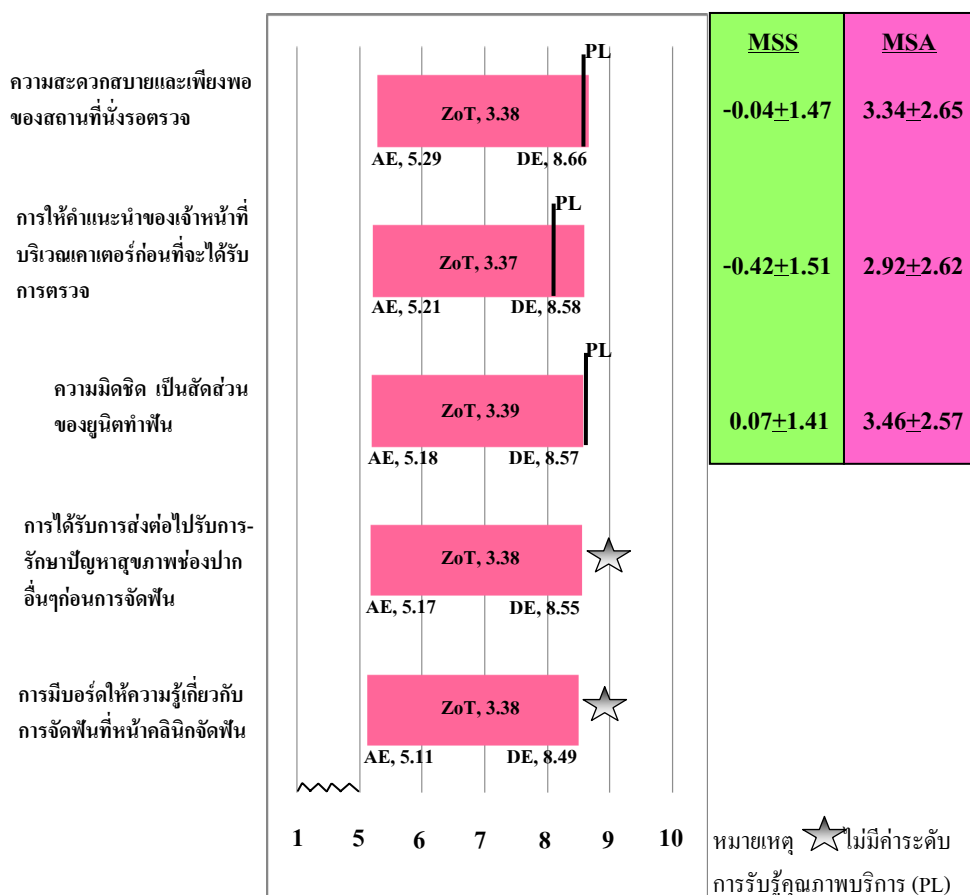 MSS MSA
PL
ความสะดวกสบายและเพียงพอ
ของสถานที่นั่งรอตรวจ
ZoT, 3.38
-0.04±1.47 3.34±2.65
AE, 5.29 DE, 8.66
PL
การให้คำแนะนำของเจ้าหน้าที่
บริเวณเคาเตอร์ก่อนที่จะได้รับ
การตรวจ
ZoT, 3.37
-0.42±1.51 2.92±2.62
AE, 5.21 DE, 8.58
PL
ความมิดชิด เป็นสัดส่วน
ของยูนิตทำฟัน
ZoT, 3.39
0.07±1.41 3.46±2.57
AE, 5.18 DE, 8.57
การได้รับการส่งต่อไปรับการ-
รักษาปัญหาสุขภาพช่องปาก
อื่นๆก่อนการจัดฟัน
ZoT, 3.38
AE, 5.17 DE, 8.55
การมีบอร์ดให้ความรู้เกี่ยวกับ
การจัดฟันที่หน้าคลินิกจัดฟัน
ZoT, 3.38
AE, 5.11 DE, 8.49
1 5 6 7 8 9 10
หมายเหตุ ไม่มีค่าระดับ
การรับรู้คุณภาพบริการ (PL)